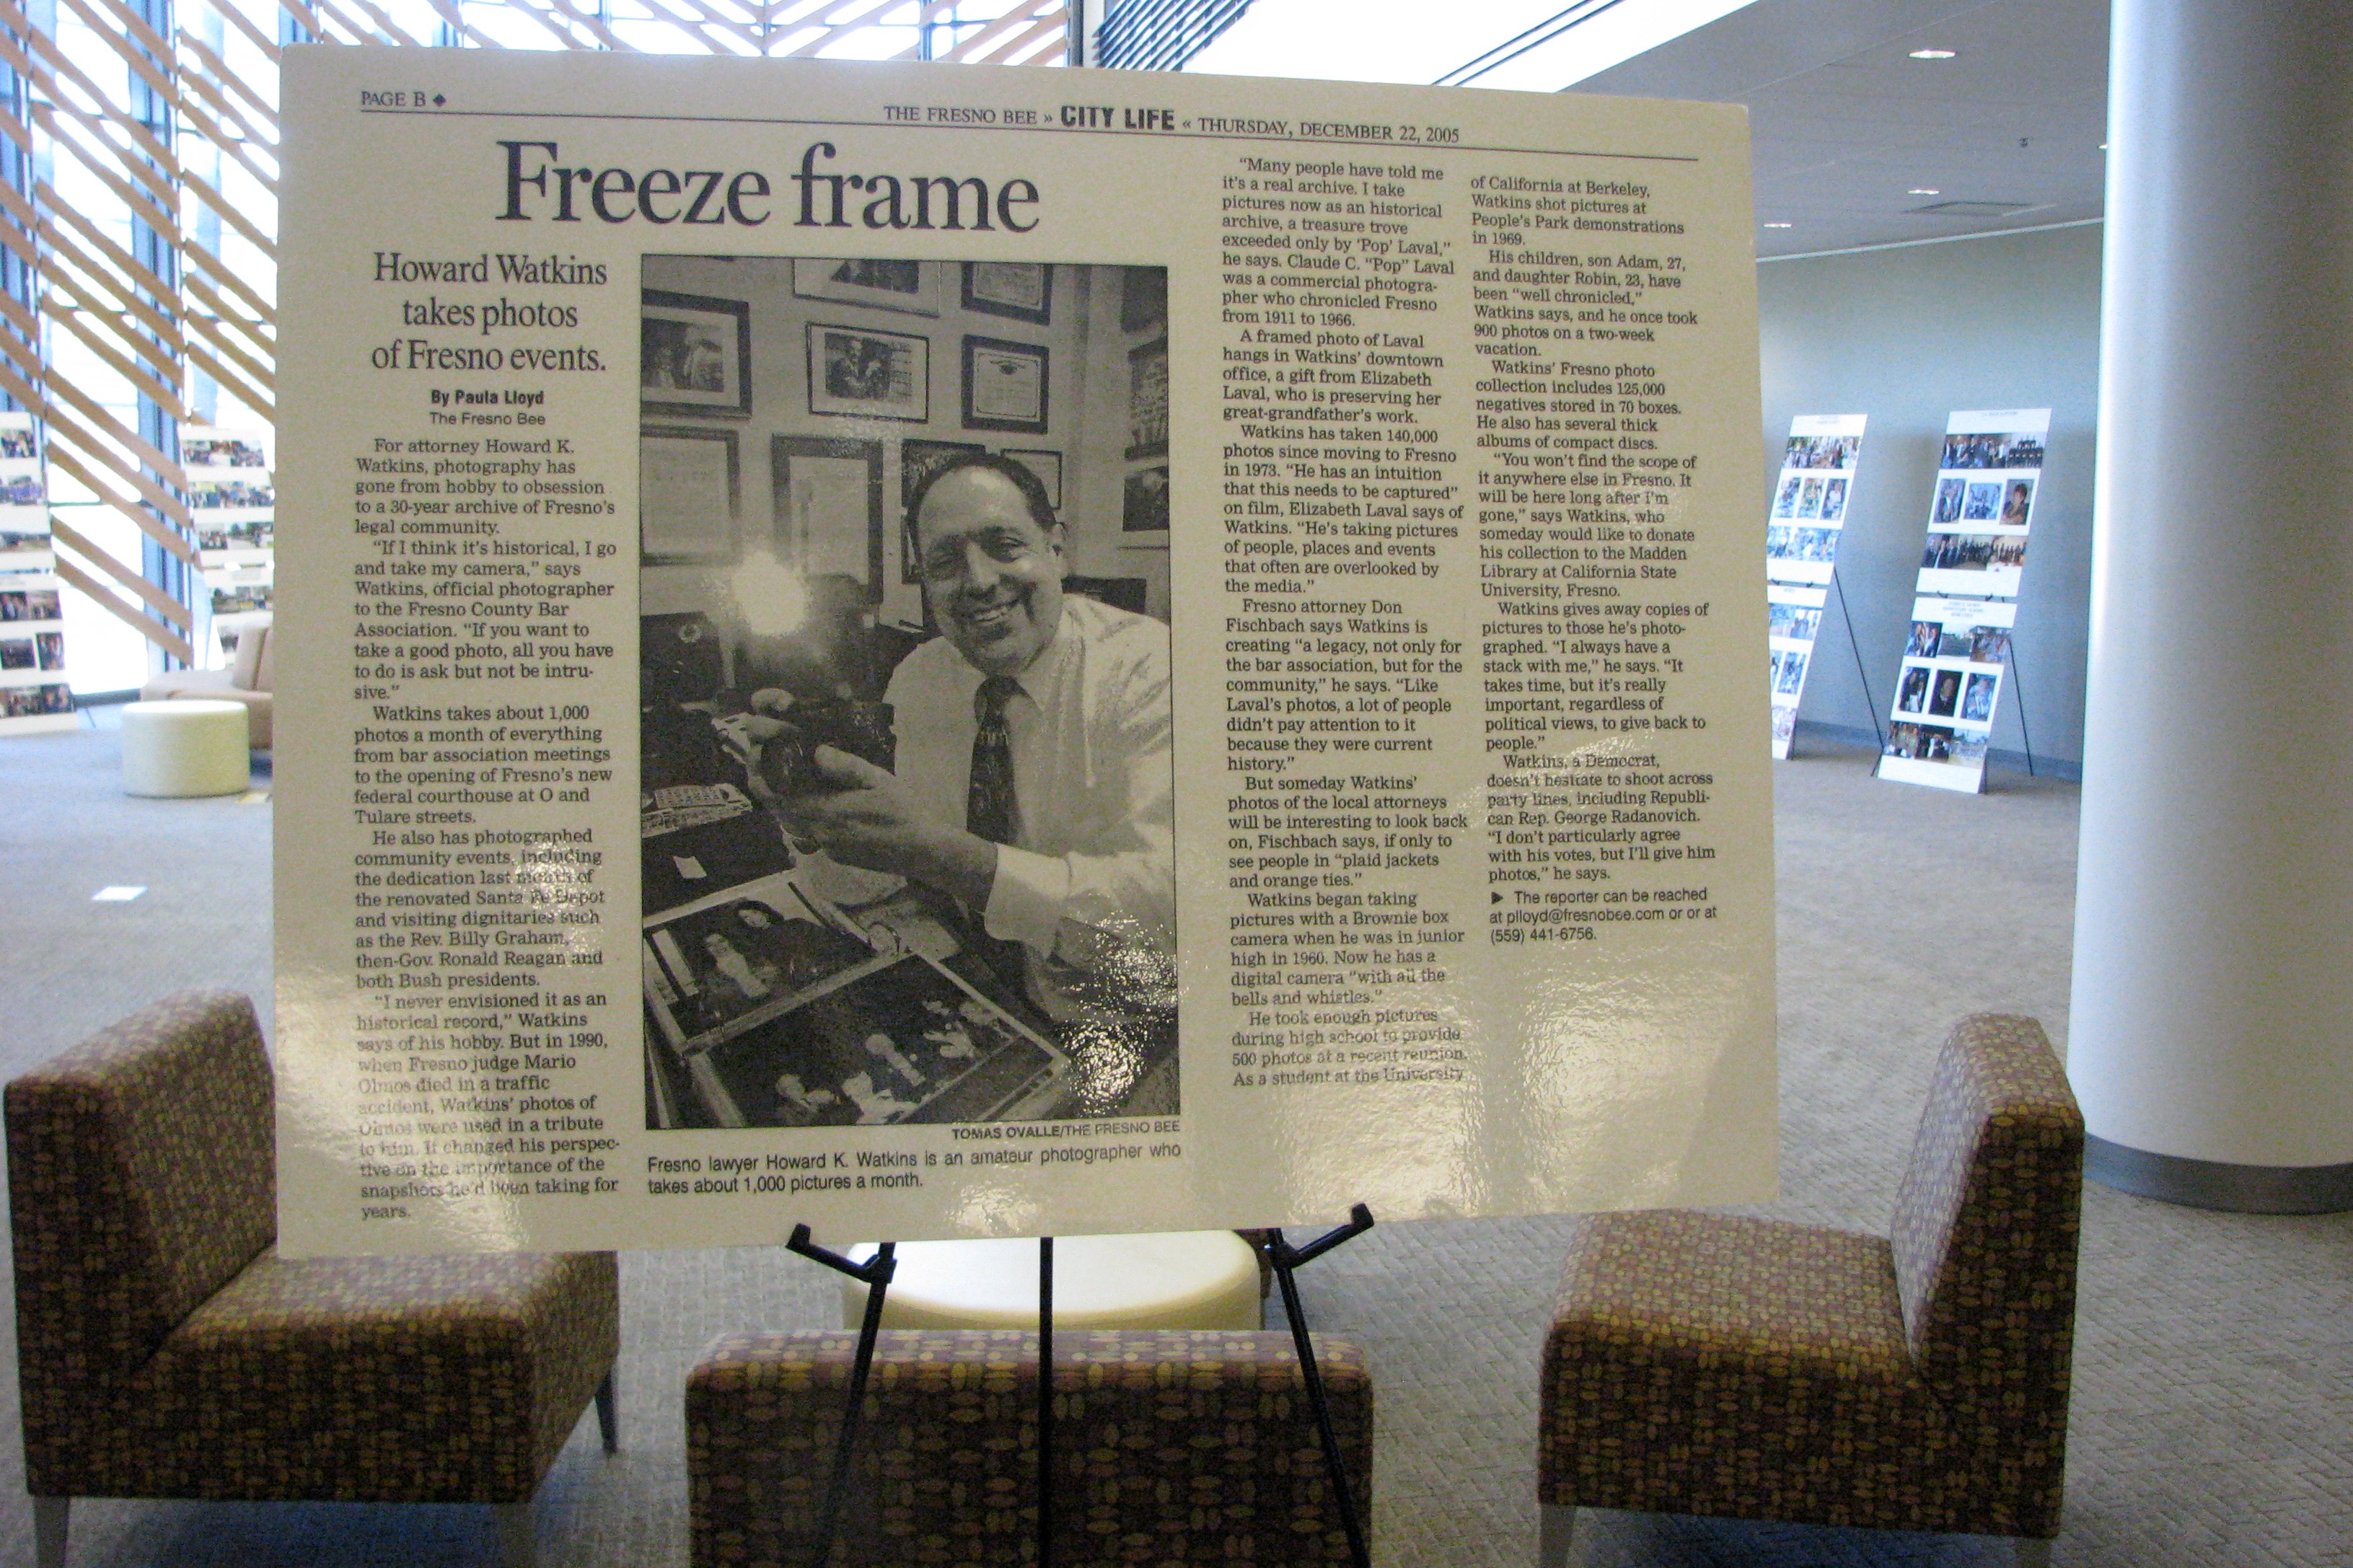 PAGE B ◆
THE FRESNO BEE » CITY LIFE « THURSDAY, DECEMBER 22, 2005
Freeze frame
Howard Watkins
takes photos
of Fresno events.
By Paula Lloyd
The Fresno Bee
For attorney Howard K.
Watkins, photography has
gone from hobby to obsession
to a 30-year archive of Fresno's
legal community.
"If I think it's historical, I go
and take my camera," says
Watkins, official photographer
to the Fresno County Bar
Association. "If you want to
take a good photo, all you have
to do is ask but not be intru-
sive."
Watkins takes about 1,000
photos a month of everything
from bar association meetings
to the opening of Fresno's new
federal courthouse at O and
Tulare streets.
He also has photographed
community events, including
the dedication last month of
the renovated Santa Fe Depot
and visiting dignitaries such
as the Rev. Billy Graham,
then-Gov. Ronald Reagan and
both Bush presidents.
"I never envisioned it as an
historical record," Watkins
says of his hobby. But in 1990,
when Fresno judge Mario
Olmos died in a traffic
accident, Watkins' photos of
Olmos were used in a tribute
to him. It changed his perspec-
tive on the importance of the
snapshots he'd been taking for
years.
TOMAS OVALLE/THE FRESNO BEE
Fresno lawyer Howard K. Watkins is an amateur photographer who
takes about 1,000 pictures a month.
"Many people have told me
it's a real archive. I take
pictures now as an historical
archive, a treasure trove
exceeded only by 'Pop' Laval,"
he says. Claude C. "Pop" Laval
was a commercial photogra-
pher who chronicled Fresno
from 1911 to 1966.
A framed photo of Laval
hangs in Watkins' downtown
office, a gift from Elizabeth
Laval, who is preserving her
great-grandfather's work.
Watkins has taken 140,000
photos since moving to Fresno
in 1973. "He has an intuition
that this needs to be captured"
on film, Elizabeth Laval says of
Watkins. "He's taking pictures
of people, places and events
that often are overlooked by
the media."
Fresno attorney Don
Fischbach says Watkins is
creating "a legacy, not only for
the bar association, but for the
community," he says. "Like
Laval's photos, a lot of people
didn't pay attention to it
because they were current
history."
But someday Watkins'
photos of the local attorneys
will be interesting to look back
on, Fischbach says, if only to
see people in "plaid jackets
and orange ties."
Watkins began taking
pictures with a Brownie box
camera when he was in junior
high in 1960. Now he has a
digital camera "with all the
bells and whistles."
He took enough pictures
during high school to provide
500 photos at a recent reunion.
As a student at the University
of California at Berkeley,
Watkins shot pictures at
People's Park demonstrations
in 1969.
His children, son Adam, 27,
and daughter Robin, 23, have
been "well chronicled,"
Watkins says, and he once took
900 photos on a two-week
vacation.
Watkins' Fresno photo
collection includes 125,000
negatives stored in 70 boxes.
He also has several thick
albums of compact discs.
"You won't find the scope of
it anywhere else in Fresno. It
will be here long after I'm
gone," says Watkins, who
someday would like to donate
his collection to the Madden
Library at California State
University, Fresno.
Watkins gives away copies of
pictures to those he's photo-
graphed. "I always have a
stack with me," he says. "It
takes time, but it's really
important, regardless of
political views, to give back to
people."
Watkins, a Democrat,
doesn't hesitate to shoot across
party lines, including Republi-
can Rep. George Radanovich.
"I don't particularly agree
with his votes, but I'll give him
photos," he says.
▶ The reporter can be reached
at plloyd@fresnobee.com or or at
(559) 441-6756.